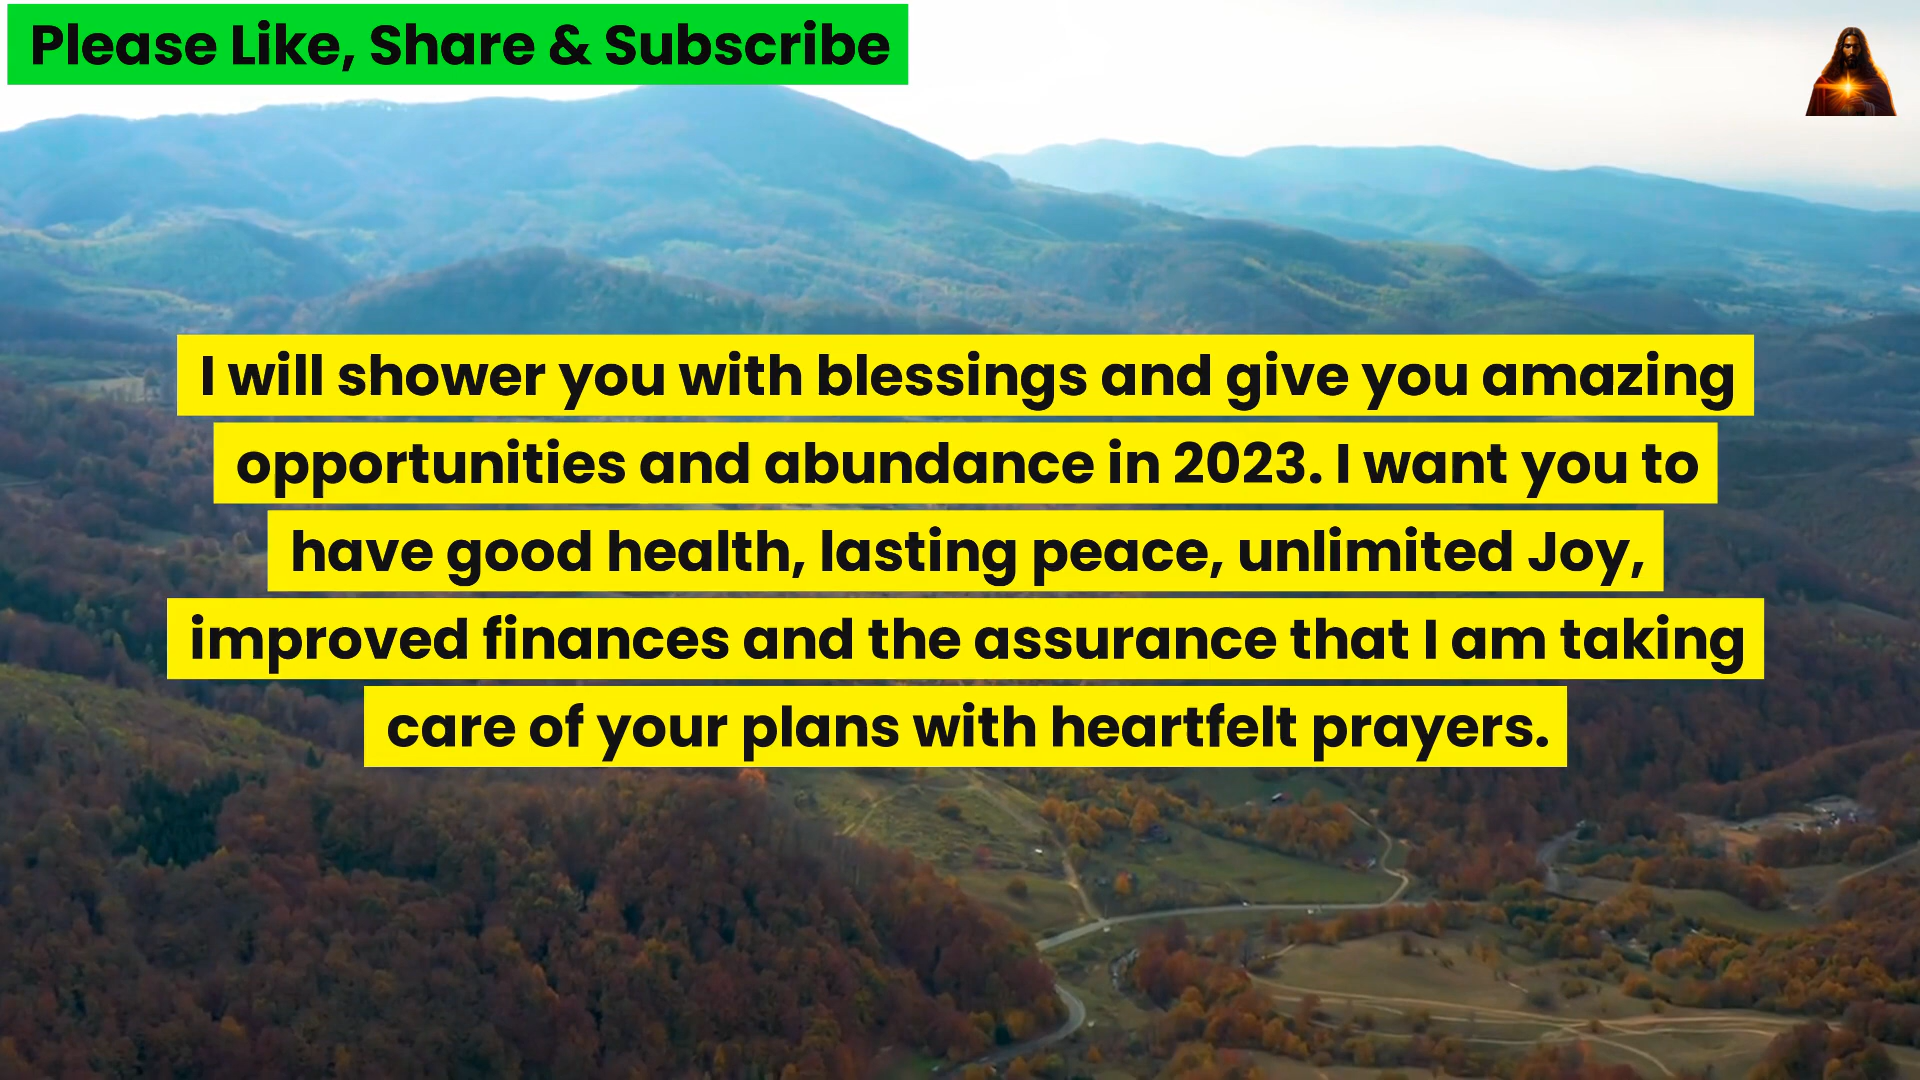 Please Like, Share & Subscribe
I will shower you with blessings and give you amazing
opportunities and abundance in 2023. I want you to
have good health, lasting peace, unlimited Joy,
improved finances and the assurance that I am taking
care of your plans with heartfelt prayers.